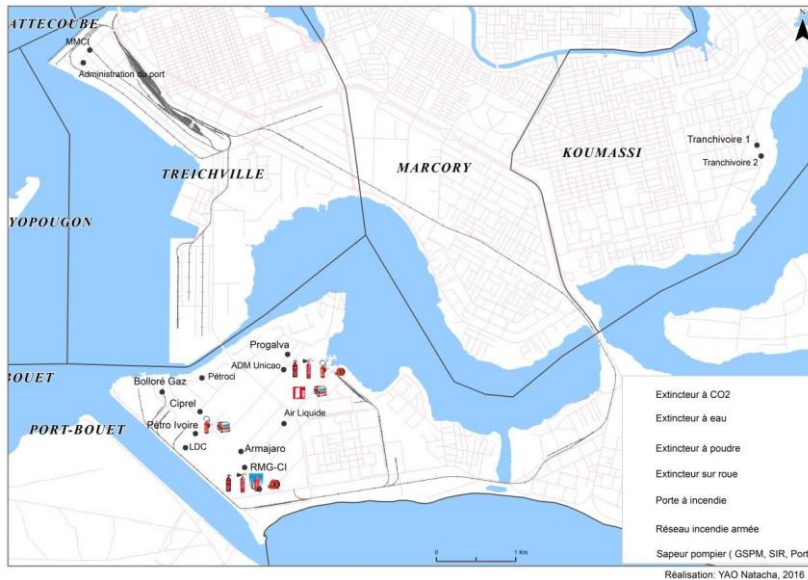 ATTECOUBE
N
MMCI
Administration du port
Tranchivoire 1
Tranchivoire 2
KOUMASSI
MARCORY
TREICHVILLE
YOPOUGON
Progalva
ADM Unicao
Pétroci
BOUET
Bolloré Gaz
Ciprel
Air Liquide
PORT-BOUET
Pétro Ivoire
LDC
Armajaro
RMG-CI
Extincteur à CO2
Extincteur à eau
Extincteur à poudre
Extincteur sur roue
Porte à incendie
Réseau incendie armée
Sapeur pompier ( GSPM, SIR, Port
0 1 Km
Réalisation: YAO Natacha, 2016